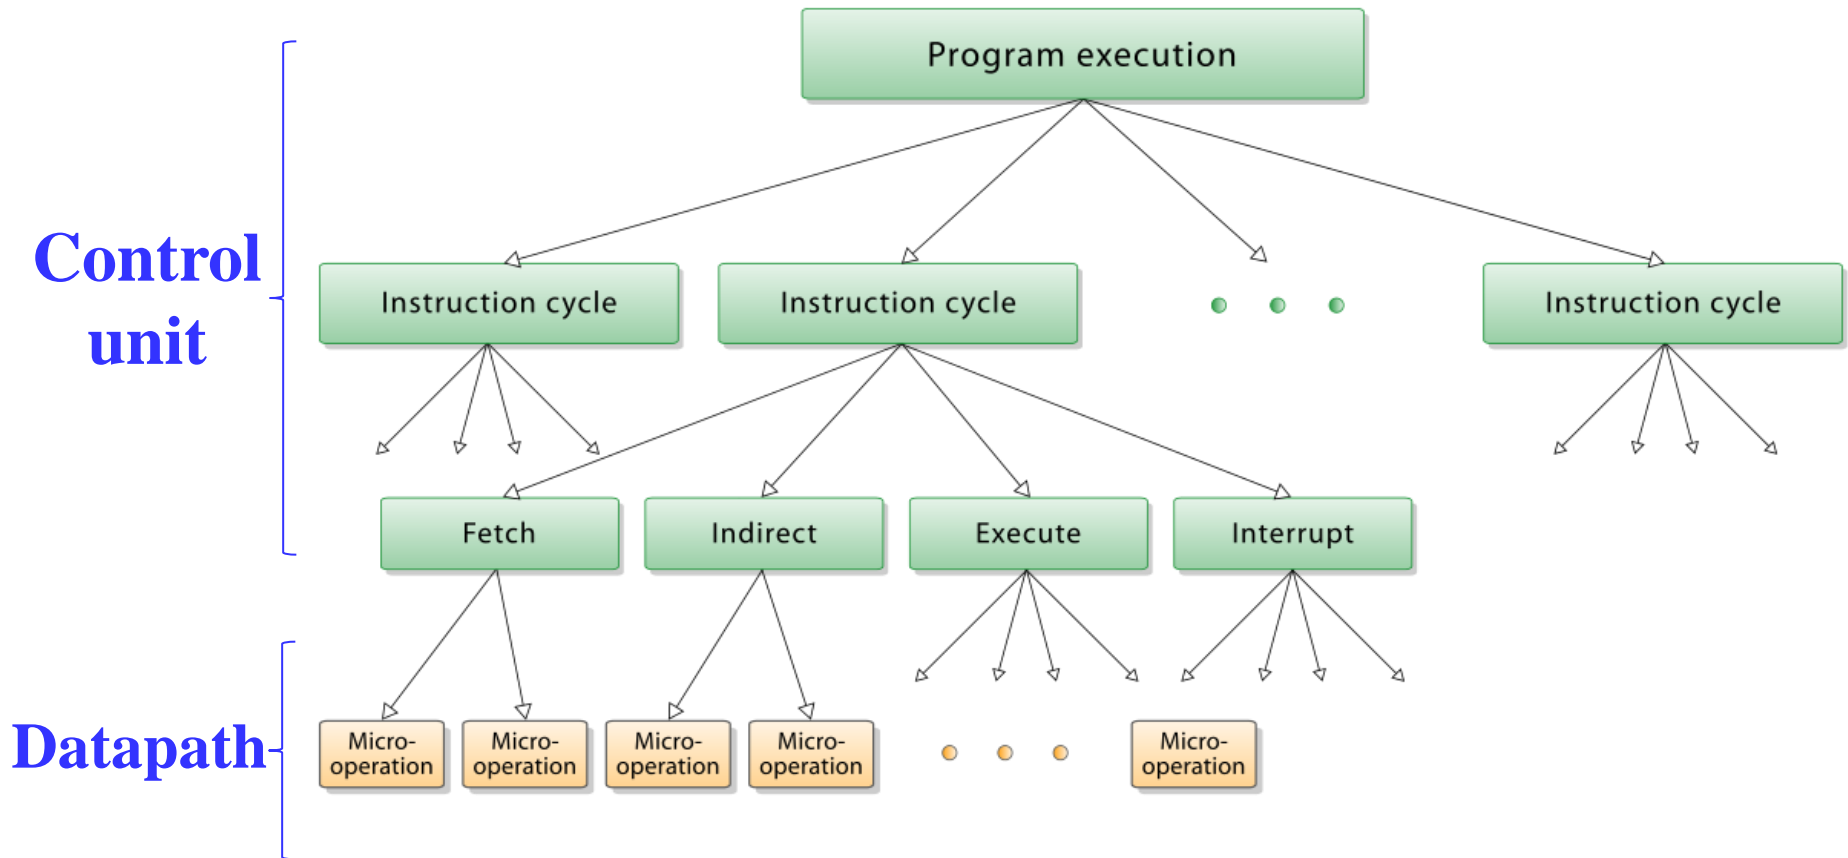 Program execution
Control
unit
Instruction cycle
Instruction cycle
Instruction cycle
Fetch
Indirect
Execute
Interrupt
Datapath
Micro-
operation
Micro-
operation
Micro-
operation
Micro-
operation
Micro-
operation